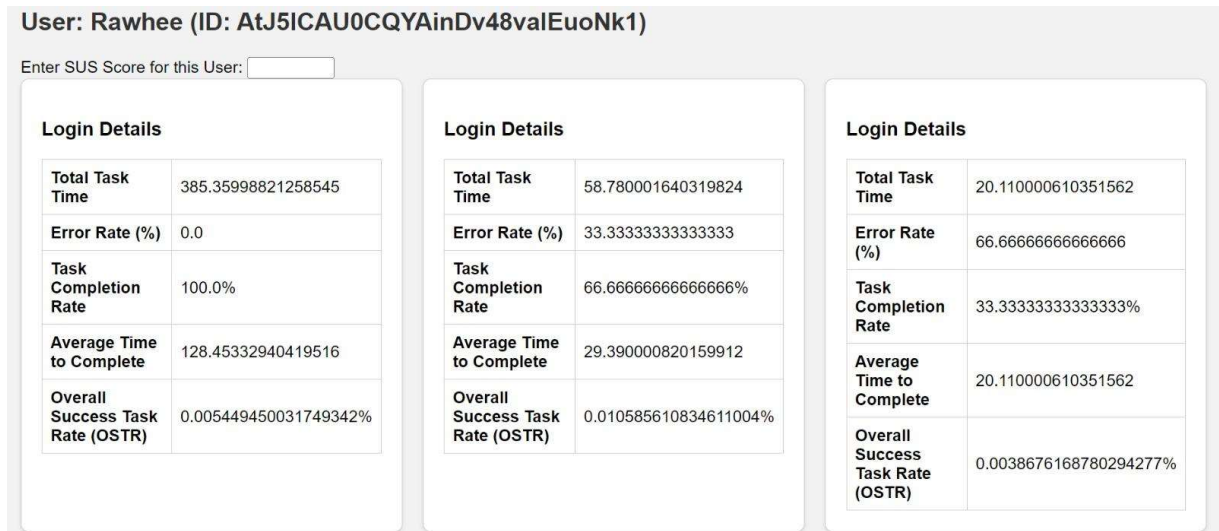 User: Rawhee (ID: AtJ5ICAU0CQYAinDv48valEuoNk1)
Enter SUS Score for this User:
Login Details
Total Task
Time
385.35998821258545
Error Rate (%)
0.0
Task
Completion
Rate
100.0%
Average Time
to Complete
128.45332940419516
Overall
Success Task
Rate (OSTR)
0.005449450031749342%
Login Details
Total Task
Time
58.780001640319824
Error Rate (%)
33.33333333333333
Task
Completion
Rate
66.66666666666666%
Average Time
to Complete
29.390000820159912
Overall
Success Task
Rate (OSTR)
0.010585610834611004%
Login Details
Total Task
Time
20.110000610351562
Error Rate
(%)
66.66666666666666
Task
Completion
Rate
33.33333333333333%
Average
Time to
Complete
20.110000610351562
Overall
Success
Task Rate
(OSTR)
0.0038676168780294277%